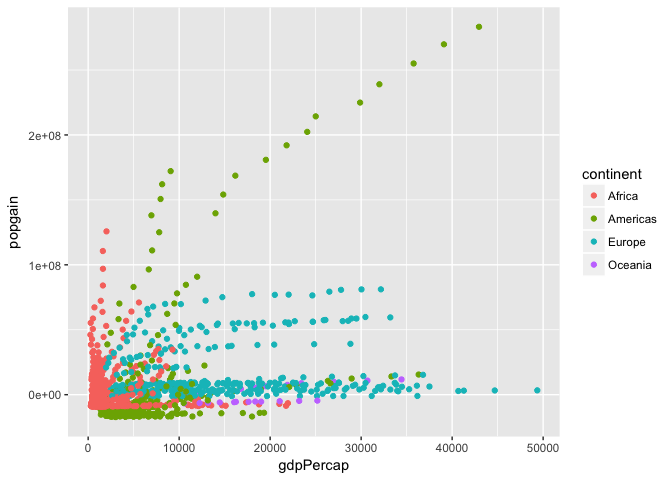 popgain
2e+08
1e+08
0e+00
0 10000 20000 30000 40000 50000
gdpPercap
continent
Africa
Americas
Europe
Oceania